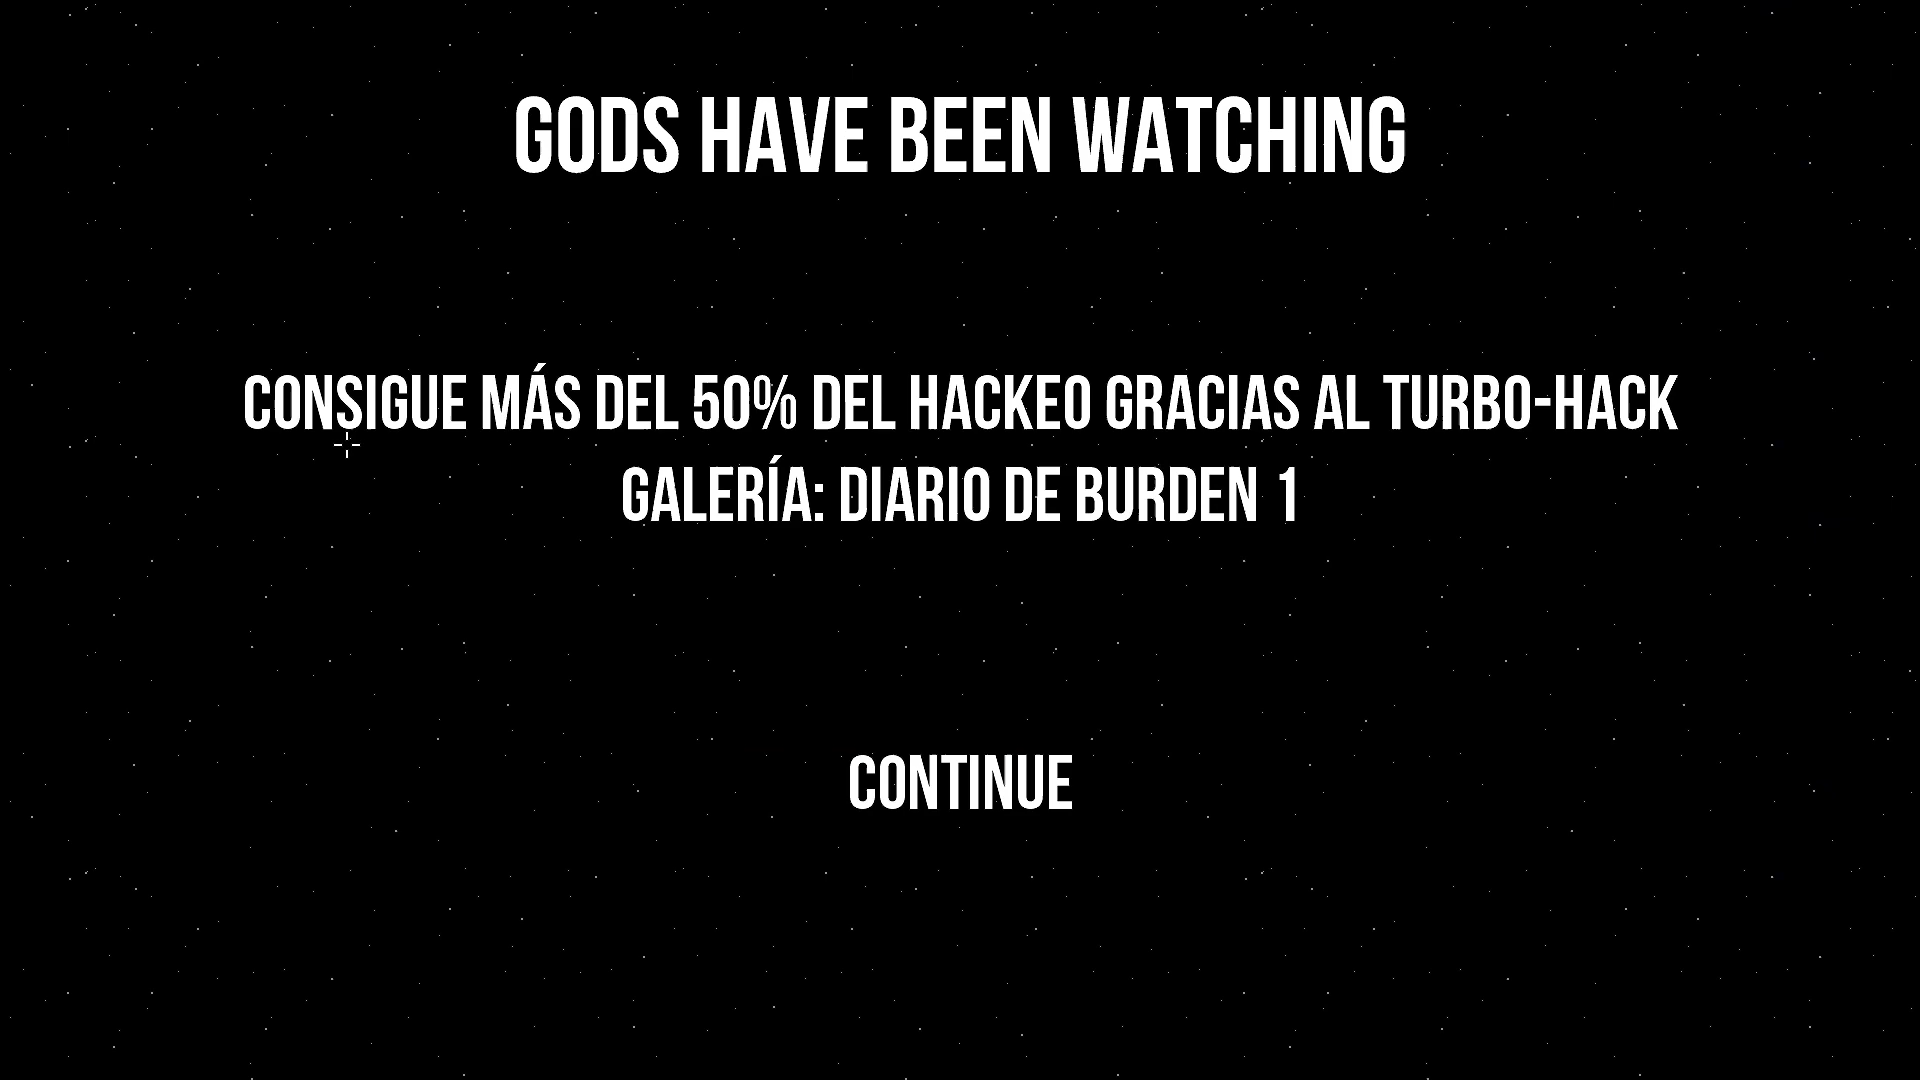 GODS HAVE BEEN WATCHING
CONSIGUE MÁS DEL 50% DEL HACKEO GRACIAS AL TURBO-HACK
GALERÍA: DIARIO DE BURDEN 1
CONTINUE